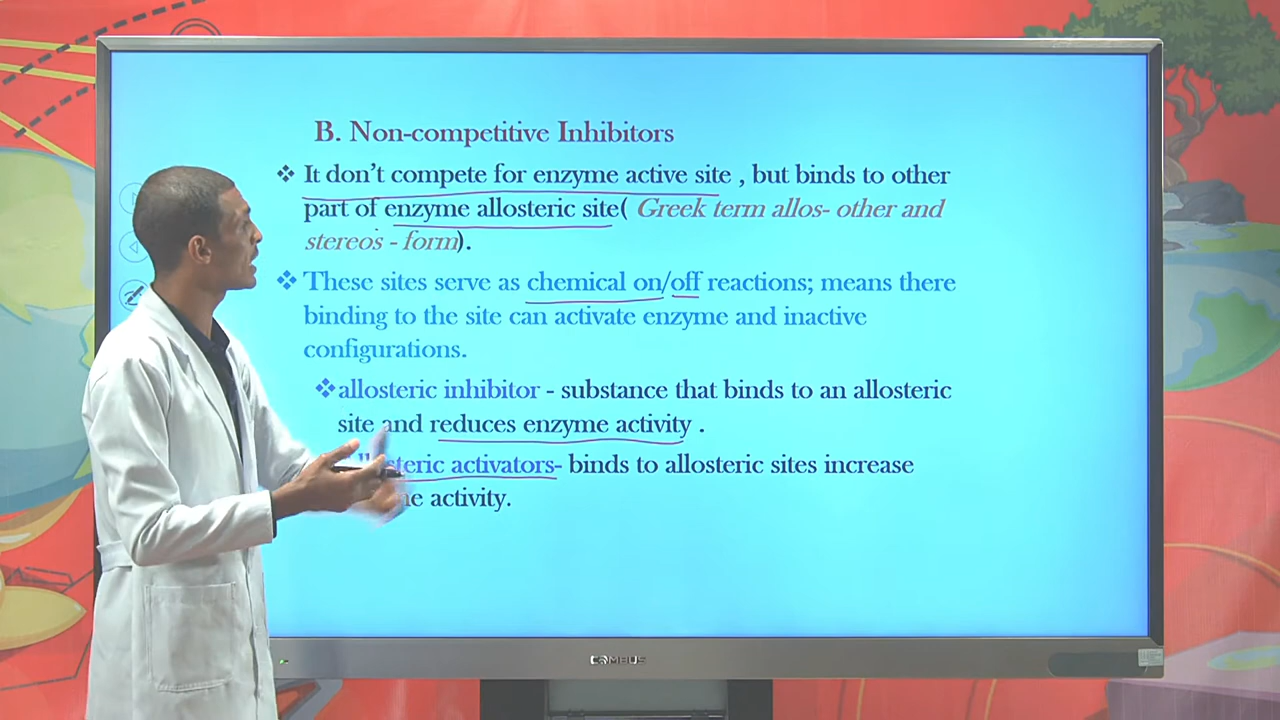 B. Non-competitive Inhibitors
❖ It don't compete for enzyme active site , but binds to other
part of enzyme allosteric site( Greek term allos- other and
stereos - form).
❖ These sites serve as chemical on/off reactions; means there
binding to the site can activate enzyme and inactive
configurations.
❖allosteric inhibitor - substance that binds to an allosteric
site and reduces enzyme activity .
activators- binds to allosteric sites increase
activity.